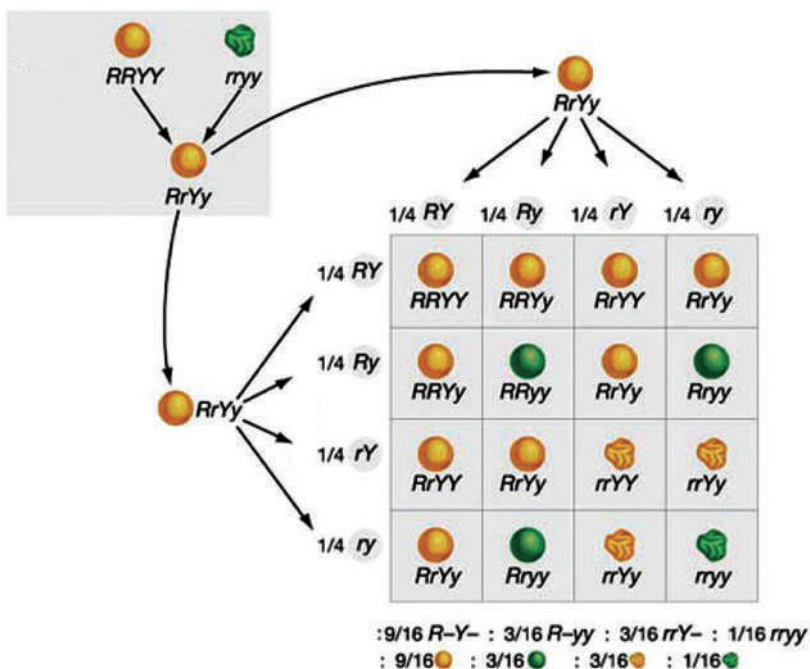 RRYY rryy
RrYy
RrYy
1/4 RY 1/4 Ry 1/4 rY 1/4 ry
1/4 RY
RRYY RRYy RrYY RrYy
1/4 Ry
RRYy RRyy RrYy Rryy
RrYy
1/4 rY
RrYY RrYy rrYY rrYy
1/4 ry
RrYy Rryy rrYy rryy
:9/16 R–Y– : 3/16 R–yy : 3/16 rrY– : 1/16 rryy
: 9/16 : 3/16 : 3/16 : 1/16